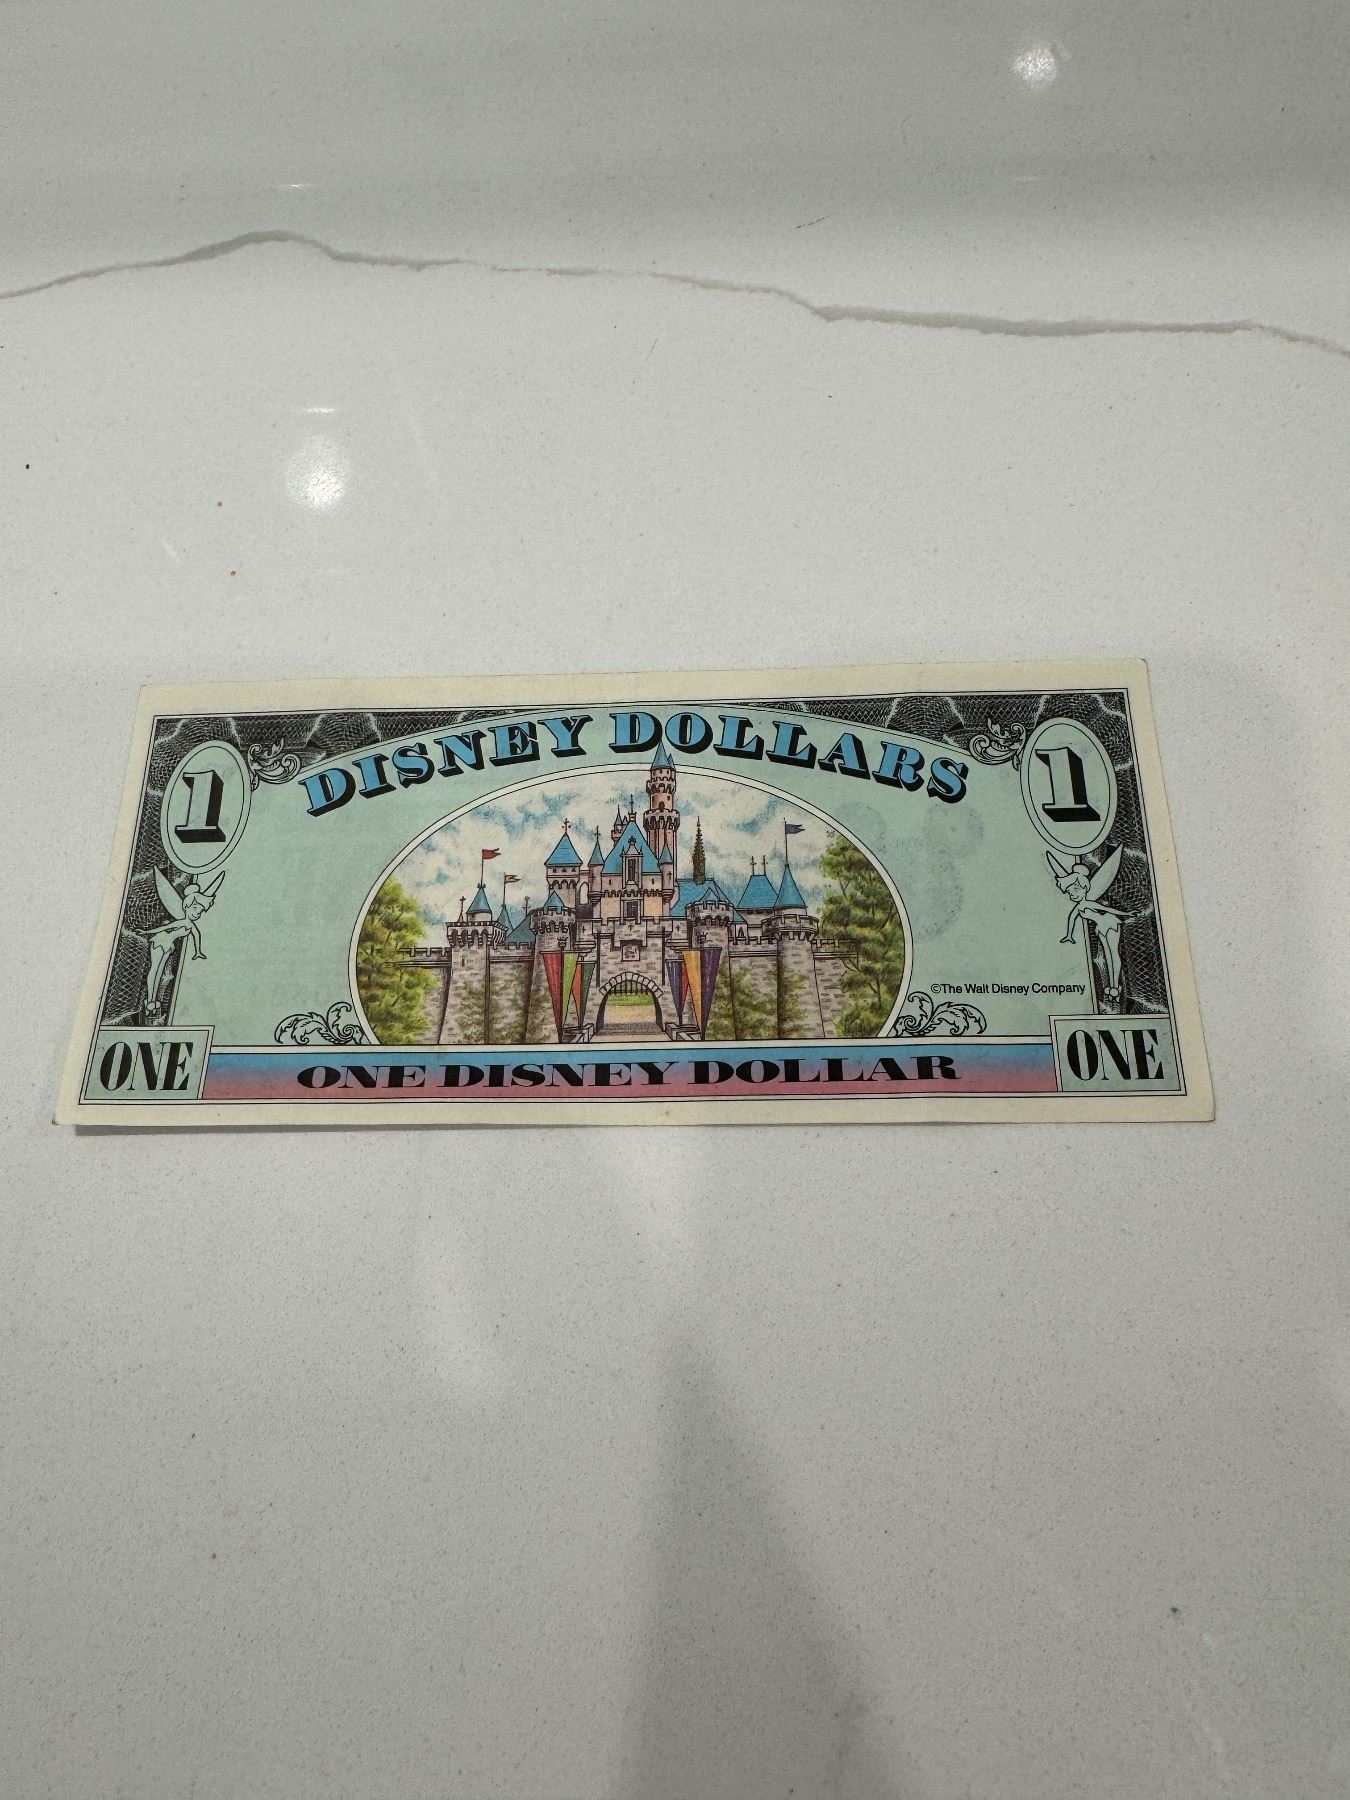 DISNEY DOLLARS
1
1
©The Walt Disney Company
ONE
ONE DISNEY DOLLAR
ONE